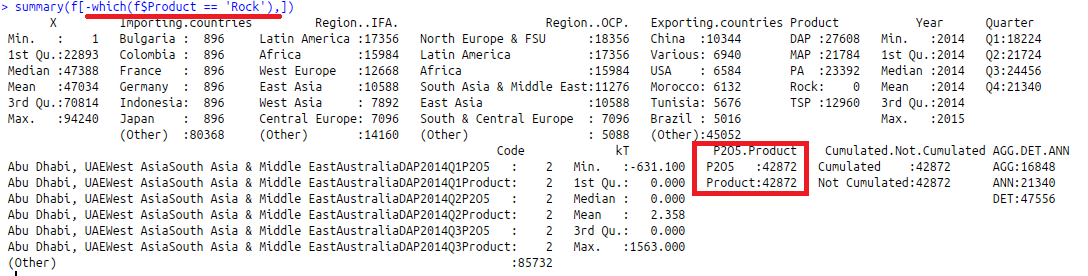 > summary(f[-which(f$Product == 'Rock'),])
X Importing.countries Region..IFA. Region..OCP. Exporting.countries Product Year Quarter
Min. : 1 Bulgaria : 896 Latin America :17356 North Europe & FSU :18356 China :10344 DAP :27608 Min. :2014 Q1:18224
1st Qu.:22893 Colombia : 896 Africa :15984 Latin America :17356 Various: 6940 MAP :21784 1st Qu.:2014 Q2:21724
Median :47388 France : 896 West Europe :12668 Africa :15984 USA : 6584 PA :23392 Median :2014 Q3:24456
Mean :47034 Germany : 896 East Asia :10588 South Asia & Middle East:11276 Morocco: 6132 Rock: 0 Mean :2014 Q4:21340
3rd Qu.:70814 Indonesia: 896 West Asia : 7892 East Asia :10588 Tunisia: 5676 TSP :12960 3rd Qu.:2014
Max. :94240 Japan : 896 Central Europe: 7096 South & Central Europe : 7096 Brazil : 5016 Max. :2015
(Other) :80368 (Other) :14160 (Other) : 5088 (Other):45052
Code kT P2O5.Product Cumulated.Not.Cumulated AGG.DET.ANN
Abu Dhabi, UAEWest AsiaSouth Asia & Middle EastAustraliaDAP2014Q1P2O5 : 2 Min. :-631.100 P2O5 :42872 Cumulated :42872 AGG:16848
Abu Dhabi, UAEWest AsiaSouth Asia & Middle EastAustraliaDAP2014Q1Product: 2 1st Qu.: 0.000 Product:42872 Not Cumulated:42872 ANN:21340
Abu Dhabi, UAEWest AsiaSouth Asia & Middle EastAustraliaDAP2014Q2P2O5 : 2 Median : 0.000 DET:47556
Abu Dhabi, UAEWest AsiaSouth Asia & Middle EastAustraliaDAP2014Q2Product: 2 Mean : 2.358
Abu Dhabi, UAEWest AsiaSouth Asia & Middle EastAustraliaDAP2014Q3P2O5 : 2 3rd Qu.: 0.000
Abu Dhabi, UAEWest AsiaSouth Asia & Middle EastAustraliaDAP2014Q3Product: 2 Max. :1563.000
(Other) :85732